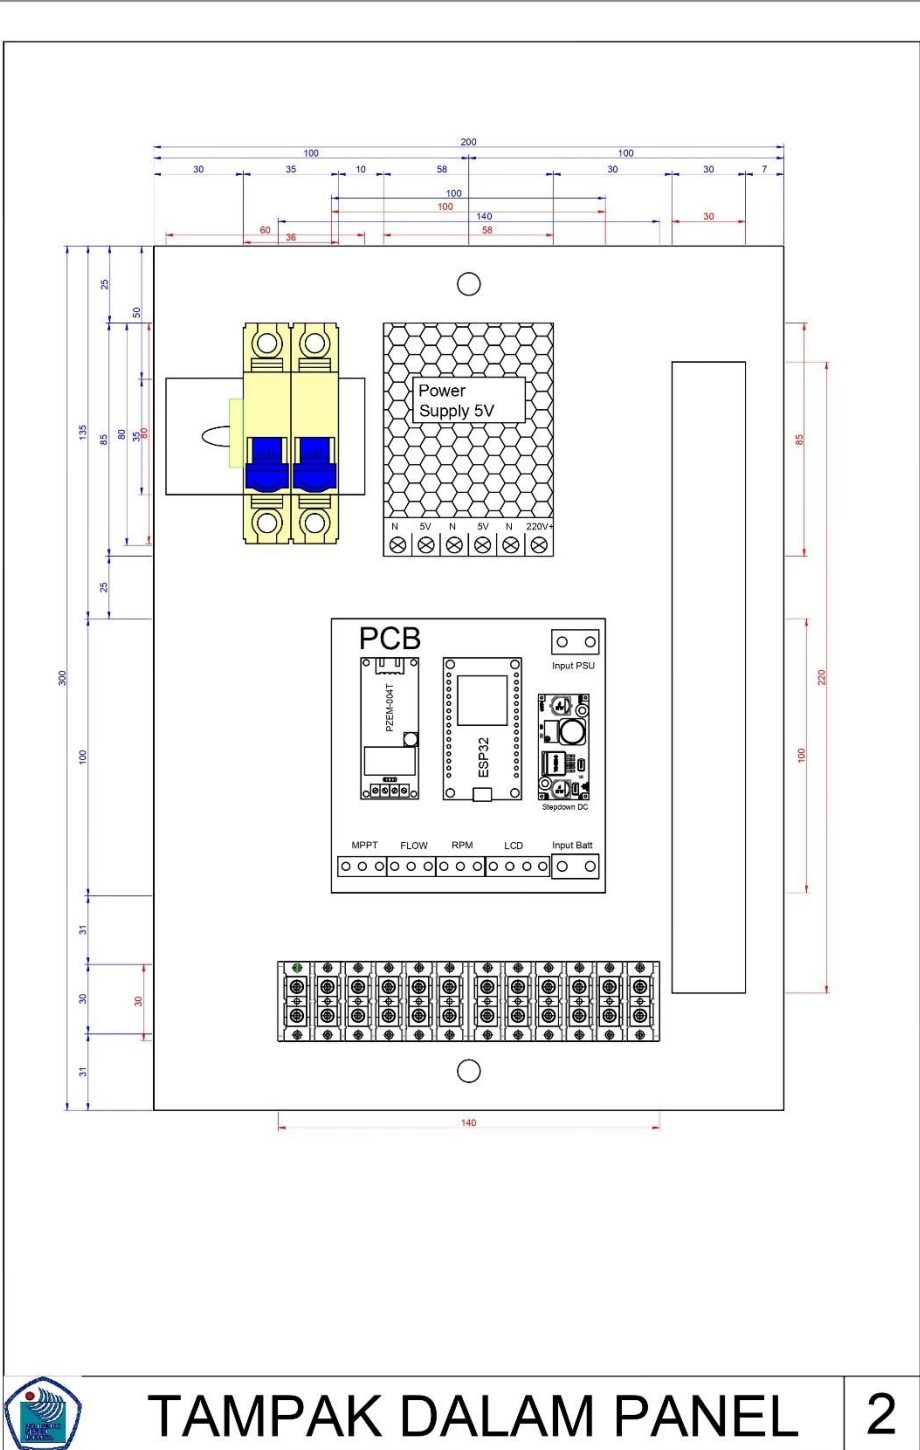 200
100 100
30 35 10 58 30 30 7
100
100
140
60 36 58 30
25
50
135
85
80
35
80
85
Power
Supply 5V
N 5V N 5V N 220V+
25
300
PCB
Input PSU
PZEM-004T
ESP32
Stepdown DC
220
100
100
MPPT FLOW RPM LCD Input Batt
31
30
30
31
140
TAMPAK DALAM PANEL 2